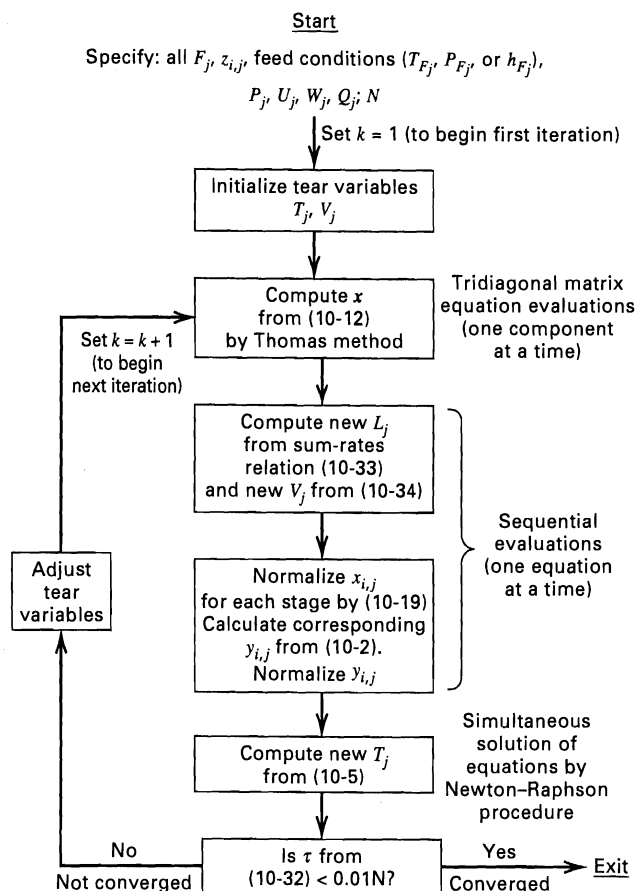 Start
Specify: all F_j, z_{i,j}, feed conditions (T_{F_j}, P_{F_j}, or h_{F_j}),
P_j, U_j, W_j, Q_j; N
Set k = 1 (to begin first iteration)
Initialize tear variables
T_j, V_j
Compute x
from (10-12)
by Thomas method
Tridiagonal matrix
equation evaluations
(one component
at a time)
Set k = k + 1
(to begin
next iteration)
Compute new L_j
from sum-rates
relation (10-33)
and new V_j from (10-34)
Sequential
evaluations
(one equation
at a time)
Adjust
tear
variables
Normalize x_{i,j}
for each stage by (10-19)
Calculate corresponding
y_{i,j} from (10-2).
Normalize y_{i,j}
Compute new T_j
from (10-5)
Simultaneous
solution of
equations by
Newton–Raphson
procedure
Is τ from
(10-32) < 0.01N?
No
Not converged
Yes
Converged
Exit